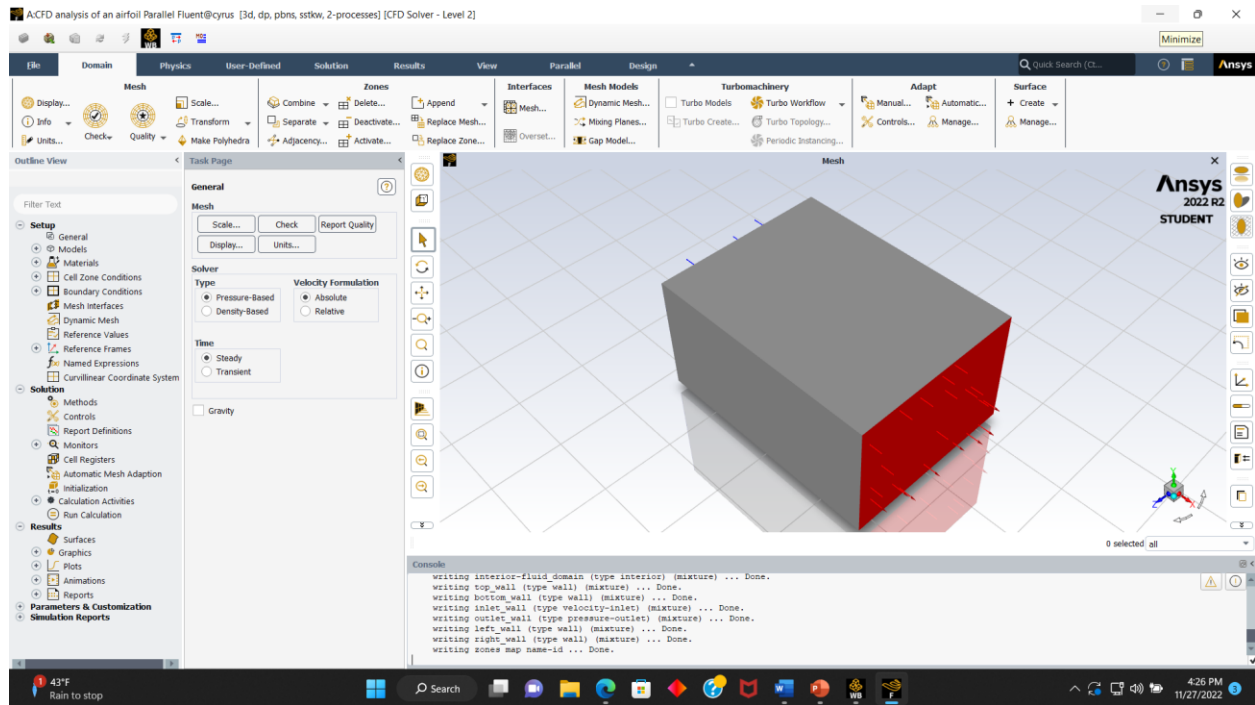 A:CFD analysis of an airfoil Parallel Fluent@cyrus [3d, dp, pbns, sstkw, 2-processes] [CFD Solver - Level 2]
WB
Minimize
File Domain Physics User-Defined Solution Results View Parallel Design Quick Search (Ct... Ansys
Mesh Zones Interfaces Mesh Models Turbomachinery Adapt Surface
Display... Scale... Combine Delete... Append Mesh... Dynamic Mesh... Turbo Models Turbo Workflow Manual... Automatic... Create
Info Transform Separate Deactivate... Replace Mesh... Mixing Planes... Turbo Create... Turbo Topology... Controls... Manage... Manage...
Units... Check Quality Make Polyhedra Adjacency... Activate... Replace Zone... Overset... Gap Model... Periodic Instancing...
Outline View
Filter Text
Setup
General
Models
Materials
Cell Zone Conditions
Boundary Conditions
Mesh Interfaces
Dynamic Mesh
Reference Values
Reference Frames
Named Expressions
Curvilinear Coordinate System
Solution
Methods
Controls
Report Definitions
Monitors
Cell Registers
Automatic Mesh Adaption
Initialization
Calculation Activities
Run Calculation
Results
Surfaces
Graphics
Plots
Animations
Reports
Parameters & Customization
Simulation Reports
Task Page
General
Mesh
Scale... Check Report Quality
Display... Units...
Solver
Type Velocity Formulation
Pressure-Based Absolute
Density-Based Relative
Time
Steady
Transient
Gravity
Mesh
Ansys
2022 R2
STUDENT
Y
Z X
0 selected all
Console
writing interior-fluid_domain (type interior) (mixture) ... Done.
writing top_wall (type wall) (mixture) ... Done.
writing bottom_wall (type wall) (mixture) ... Done.
writing inlet_wall (type velocity-inlet) (mixture) ... Done.
writing outlet_wall (type pressure-outlet) (mixture) ... Done.
writing left_wall (type wall) (mixture) ... Done.
writing right_wall (type wall) (mixture) ... Done.
writing zones map name-id ... Done.
1 43°F
Rain to stop
Search
WB
F
4:26 PM
11/27/2022
3